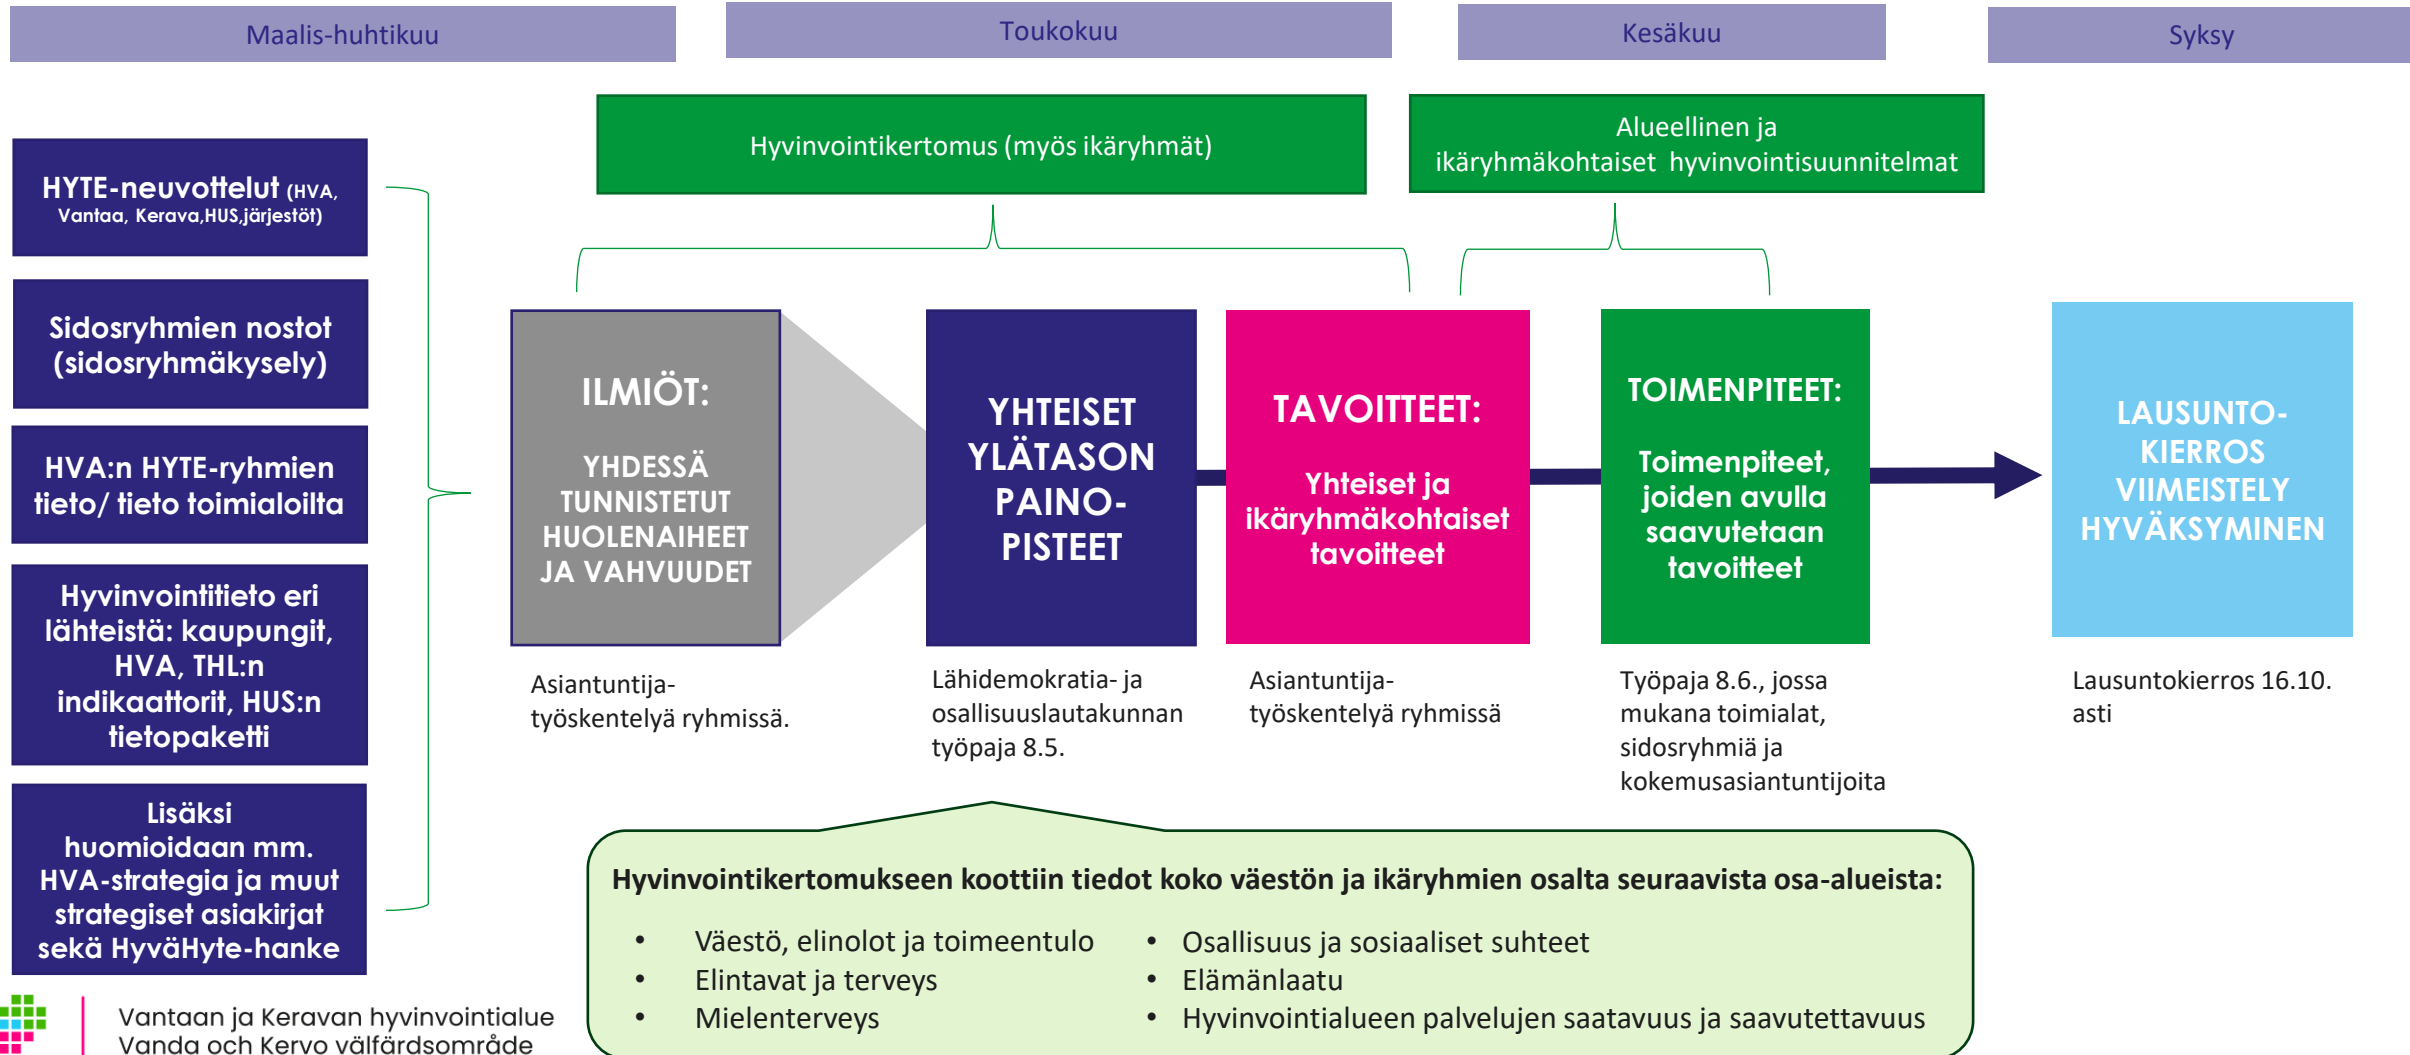 Maalis-huhtikuu
Toukokuu
Kesäkuu
Syksy
Hyvinvointikertomus (myös ikäryhmät)
Alueellinen ja
ikäryhmäkohtaiset hyvinvointisuunnitelmat
HYTE-neuvottelut (HVA,
Vantaa, Kerava,HUS,järjestöt)
Sidosryhmien nostot
(sidosryhmäkysely)
HVA:n HYTE-ryhmien
tieto/ tieto toimialoilta
Hyvinvointitieto eri
lähteistä: kaupungit,
HVA, THL:n
indikaattorit, HUS:n
tietopaketti
Lisäksi
huomioidaan mm.
HVA-strategia ja muut
strategiset asiakirjat
sekä HyväHyte-hanke
ILMIÖT:
YHDESSÄ
TUNNISTETUT
HUOLENAIHEET
JA VAHVUUDET
Asiantuntija-
työskentelyä ryhmissä.
YHTEISET
YLÄTASON
PAINO-
PISTEET
Lähidemokratia- ja
osallisuuslautakunnan
työpaja 8.5.
TAVOITTEET:
Yhteiset ja
ikäryhmäkohtaiset
tavoitteet
Asiantuntija-
työskentelyä ryhmissä
TOIMENPITEET:
Toimenpiteet,
joiden avulla
saavutetaan
tavoitteet
Työpaja 8.6., jossa
mukana toimialat,
sidosryhmiä ja
kokemusasiantuntijoita
LAUSUNTO-
KIERROS
VIIMEISTELY
HYVÄKSYMINEN
Lausuntokierros 16.10.
asti
Hyvinvointikertomukseen koottiin tiedot koko väestön ja ikäryhmien osalta seuraavista osa-alueista:
• Väestö, elinolot ja toimeentulo
• Elintavat ja terveys
• Mielenterveys
• Osallisuus ja sosiaaliset suhteet
• Elämänlaatu
• Hyvinvointialueen palvelujen saatavuus ja saavutettavuus
Vantaan ja Keravan hyvinvointialue
Vanda och Kervo välfärdsområde